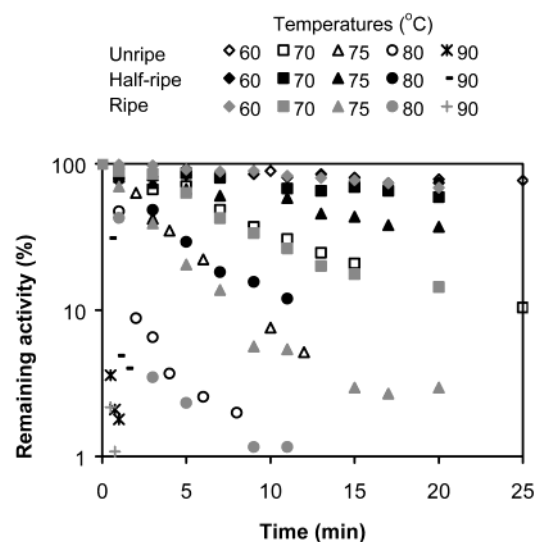 Temperatures (°C)
Unripe 60 70 75 80 90
Half-ripe 60 70 75 80 90
Ripe 60 70 75 80 90
100
10
1
Remaining activity (%)
0 5 10 15 20 25
Time (min)